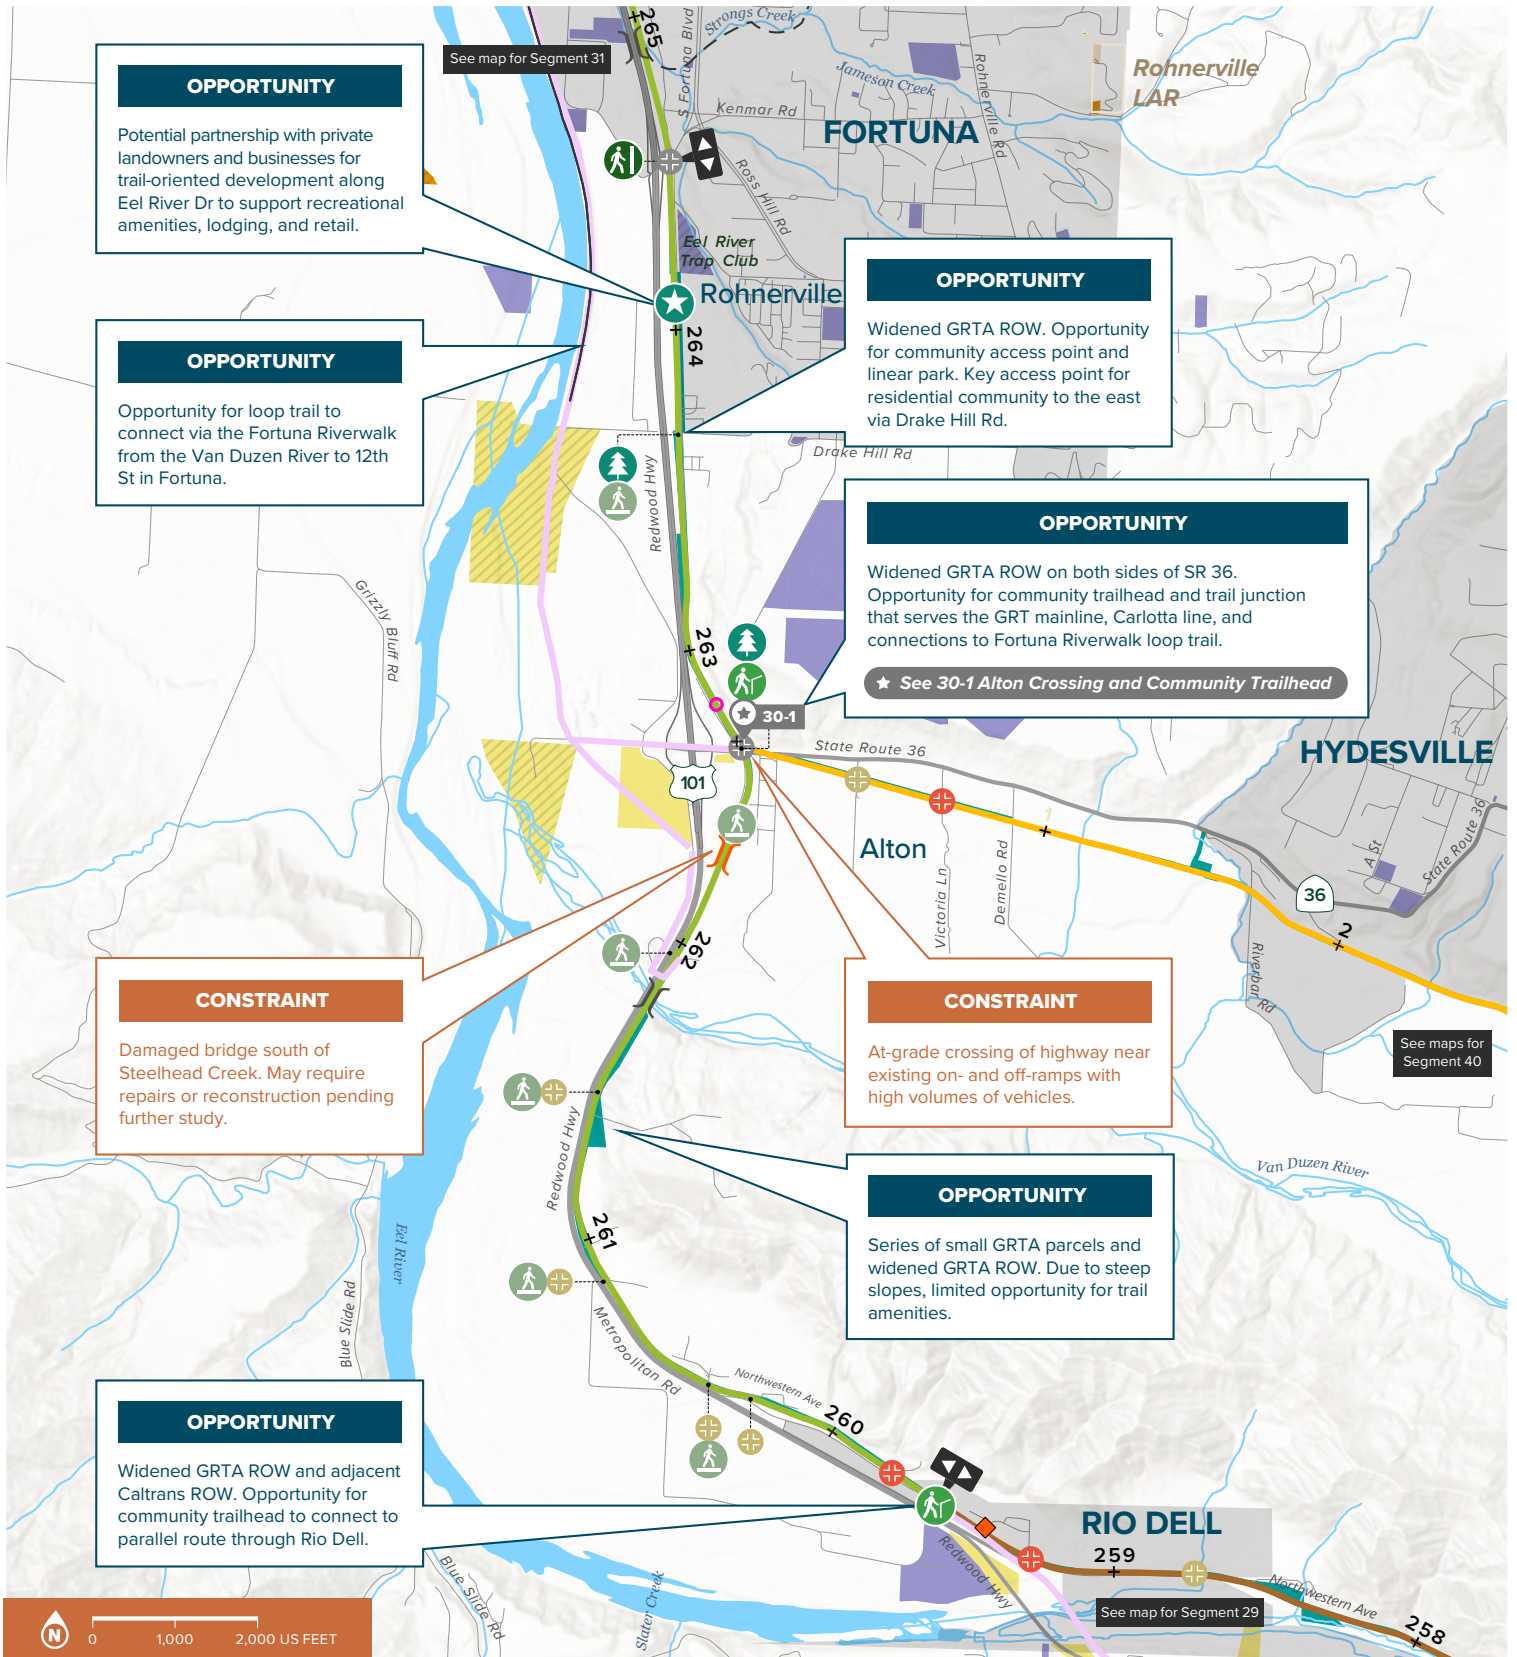 265
S Fortuna Blvd
Strongs Creek
See map for Segment 31
Jameson Creek
Rohnerville Rd
Rohnerville
LAR
Kenmar Rd
FORTUNA
Ross Hill Rd
OPPORTUNITY
Potential partnership with private
landowners and businesses for
trail-oriented development along
Eel River Dr to support recreational
amenities, lodging, and retail.
Eel River
Trap Club
Rohnerville
264
OPPORTUNITY
Widened GRTA ROW. Opportunity
for community access point and
linear park. Key access point for
residential community to the east
via Drake Hill Rd.
OPPORTUNITY
Opportunity for loop trail to
connect via the Fortuna Riverwalk
from the Van Duzen River to 12th
St in Fortuna.
Drake Hill Rd
Redwood Hwy
OPPORTUNITY
Widened GRTA ROW on both sides of SR 36.
Opportunity for community trailhead and trail junction
that serves the GRT mainline, Carlotta line, and
connections to Fortuna Riverwalk loop trail.
See 30-1 Alton Crossing and Community Trailhead
Grizzly Bluff Rd
263
30-1
State Route 36
HYDESVILLE
101
1
Alton
Victoria Ln
Demello Rd
A St
State Route 36
36
2
262
Riverbar Rd
CONSTRAINT
Damaged bridge south of
Steelhead Creek. May require
repairs or reconstruction pending
further study.
CONSTRAINT
At-grade crossing of highway near
existing on- and off-ramps with
high volumes of vehicles.
See maps for
Segment 40
Redwood Hwy
Van Duzen River
OPPORTUNITY
Series of small GRTA parcels and
widened GRTA ROW. Due to steep
slopes, limited opportunity for trail
amenities.
261
Eel River
Blue Slide Rd
Metropolitan Rd
Northwestern Ave
260
OPPORTUNITY
Widened GRTA ROW and adjacent
Caltrans ROW. Opportunity for
community trailhead to connect to
parallel route through Rio Dell.
RIO DELL
259
Redwood Hwy
Northwestern Ave
See map for Segment 29
258
Blue Slide Rd
Slater Creek
N
0 1,000 2,000 US FEET